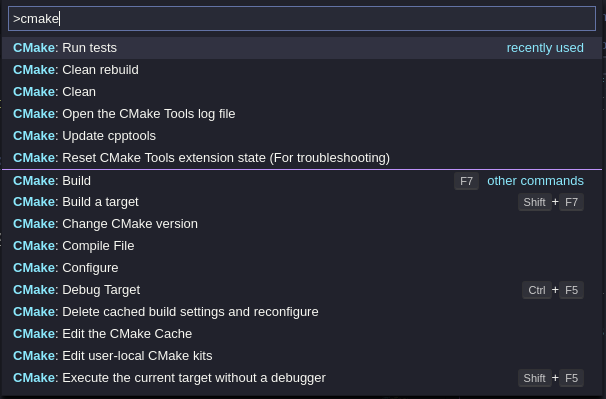 >cmake
CMake: Run tests recently used
CMake: Clean rebuild
CMake: Clean
CMake: Open the CMake Tools log file
CMake: Update cpptools
CMake: Reset CMake Tools extension state (For troubleshooting)
CMake: Build F7 other commands
CMake: Build a target Shift + F7
CMake: Change CMake version
CMake: Compile File
CMake: Configure
CMake: Debug Target Ctrl + F5
CMake: Delete cached build settings and reconfigure
CMake: Edit the CMake Cache
CMake: Edit user-local CMake kits
CMake: Execute the current target without a debugger Shift + F5